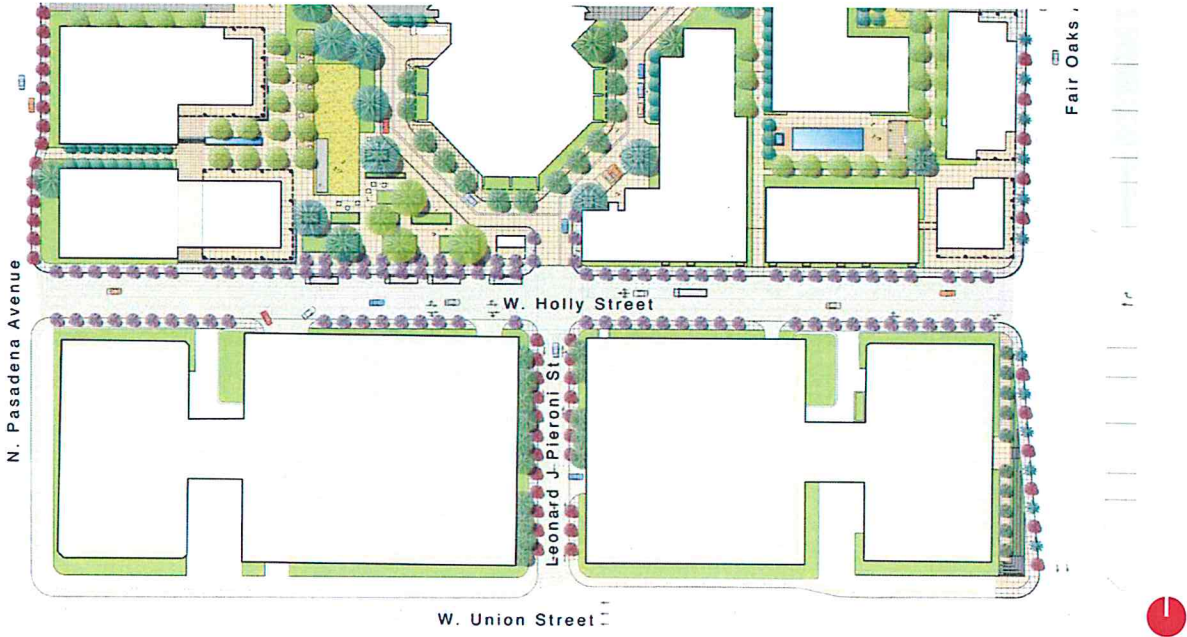 Fair Oaks
N. Pasadena Avenue
W. Holly Street
Leonard J Pieroni St
W. Union Street